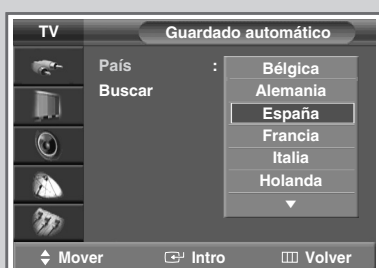 TV Guardado automático
País : Bélgica
Buscar Alemania
España
Francia
Italia
Holanda
▼
Mover Intro Volver